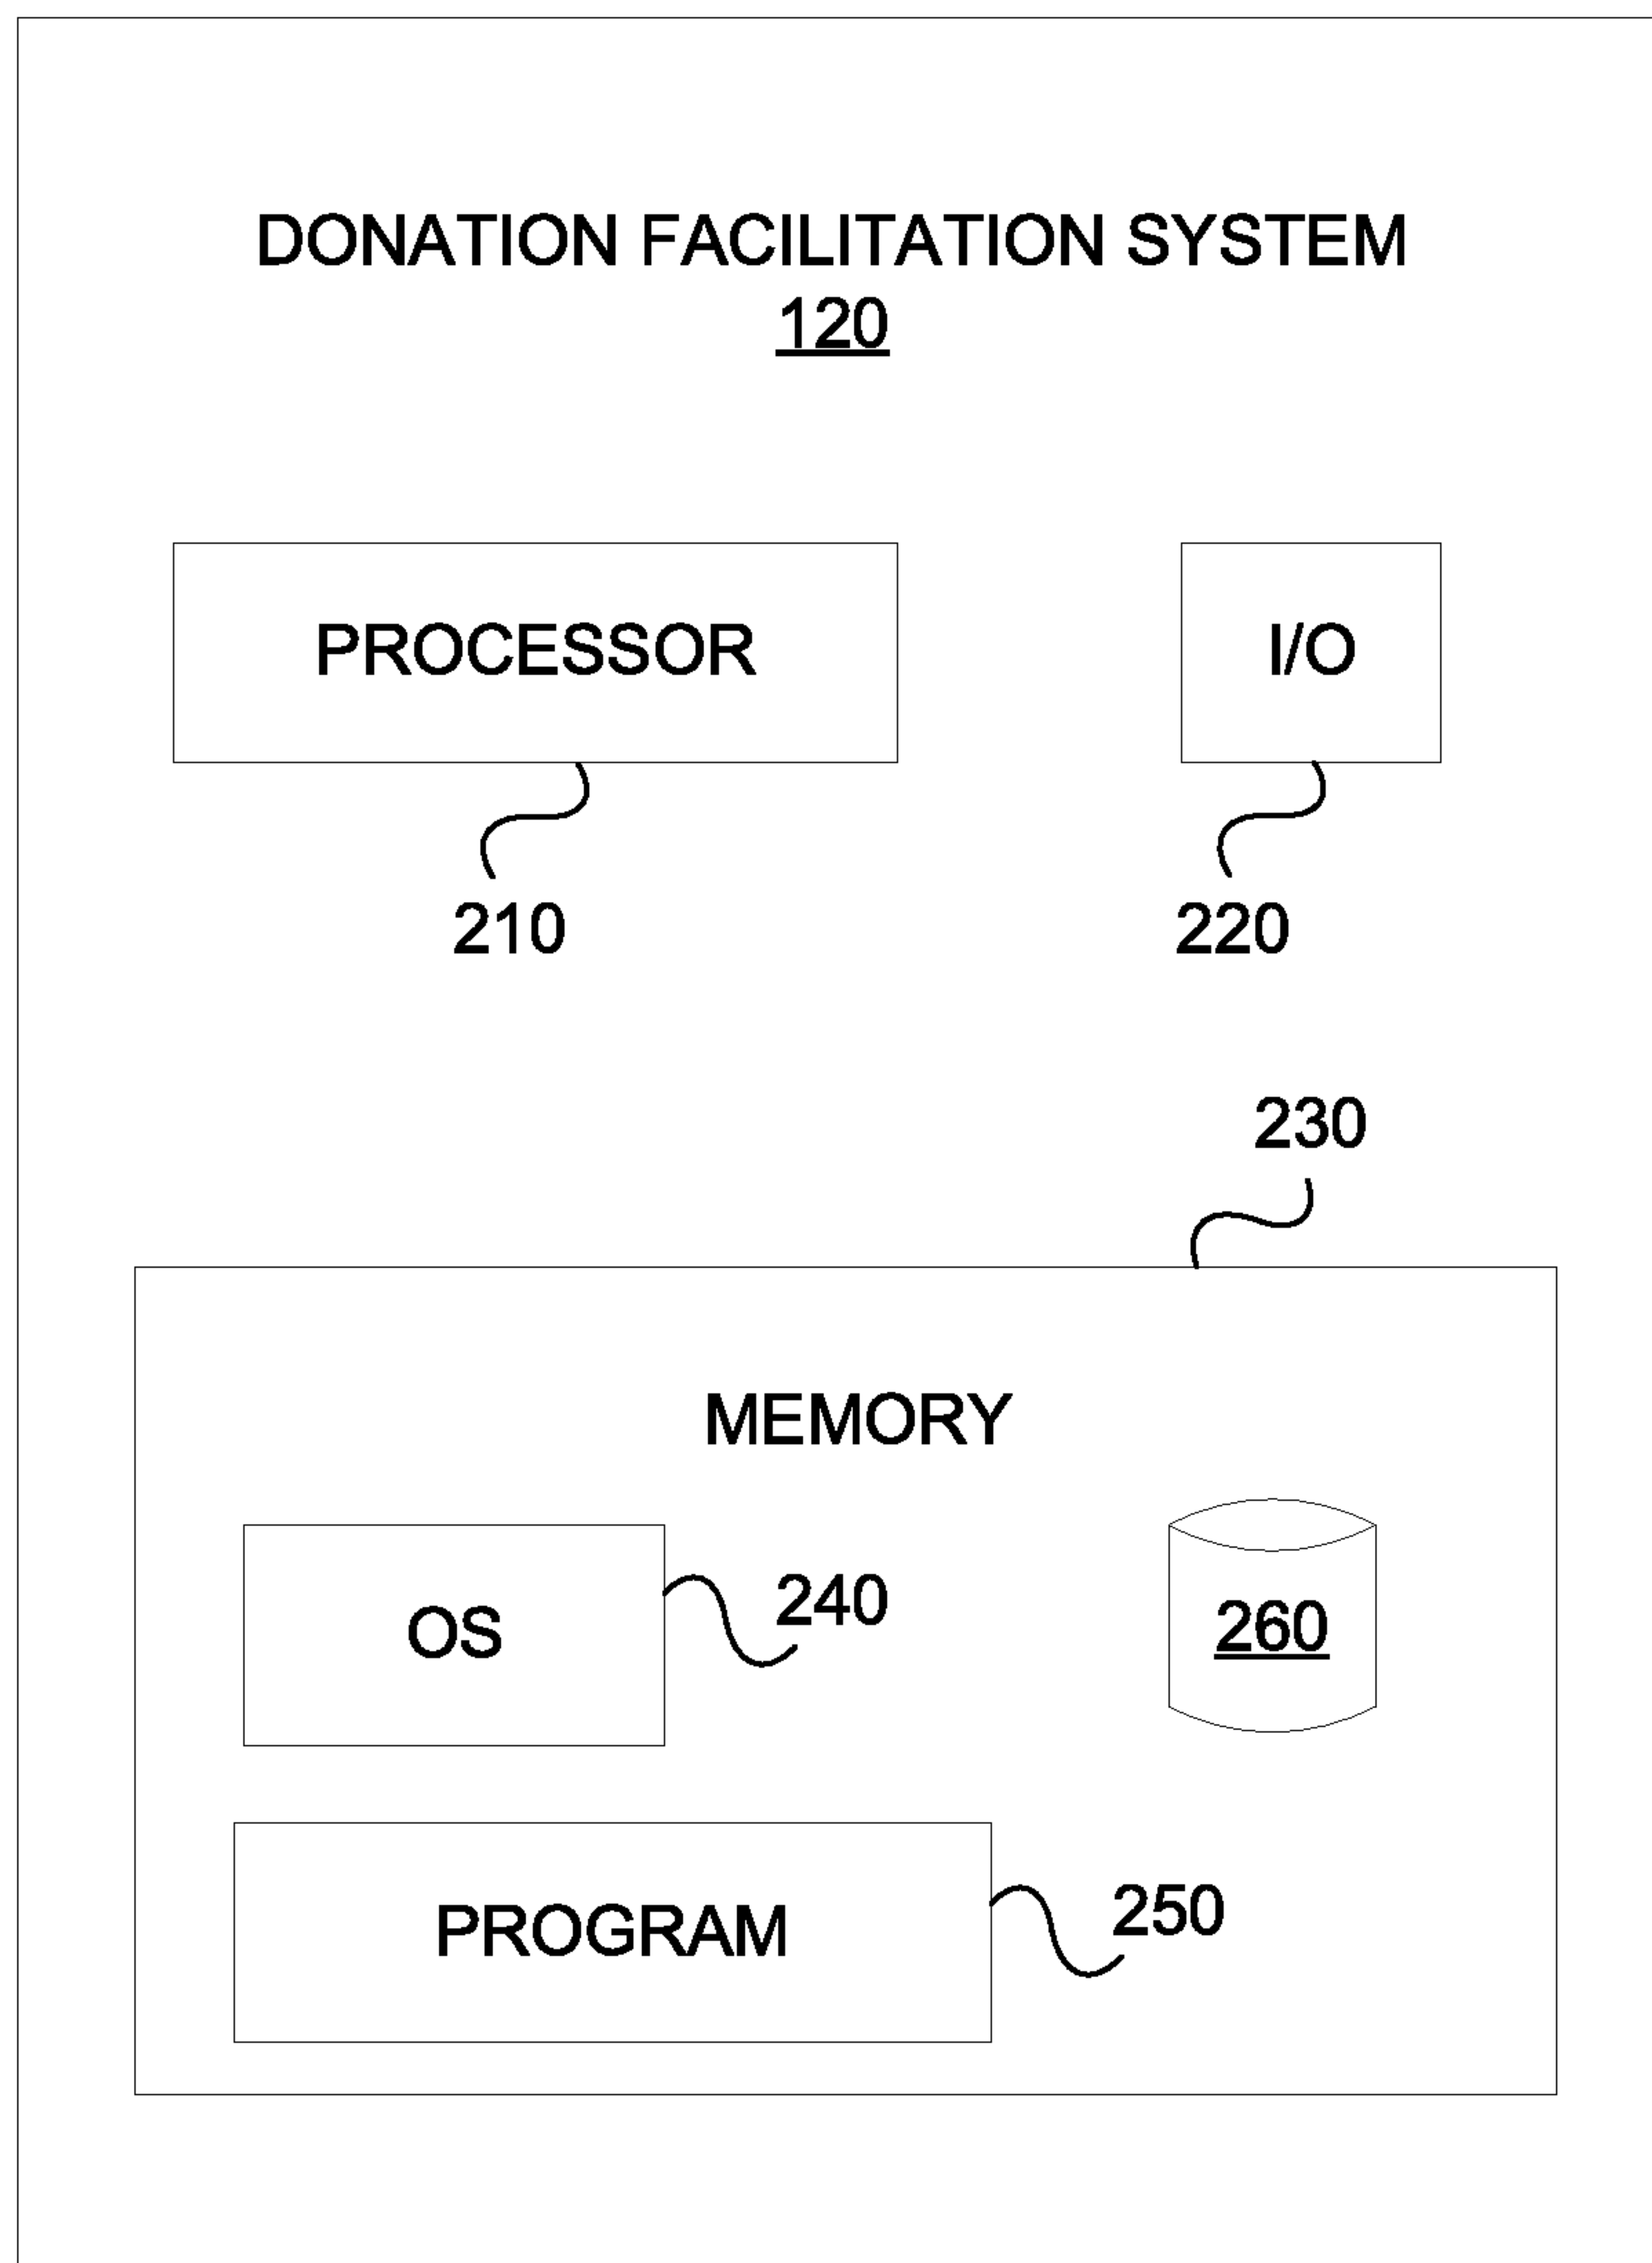 DONATION FACILITATION SYSTEM
120
PROCESSOR
I/O
210
220
230
MEMORY
OS
240
260
PROGRAM
250